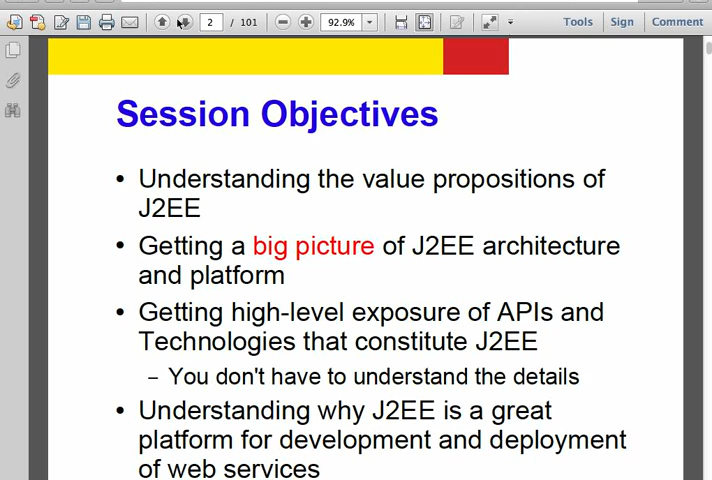 2 / 101 92.9% Tools Sign Comment
Session Objectives
• Understanding the value propositions of
J2EE
• Getting a big picture of J2EE architecture
and platform
• Getting high-level exposure of APIs and
Technologies that constitute J2EE
– You don't have to understand the details
• Understanding why J2EE is a great
platform for development and deployment
of web services